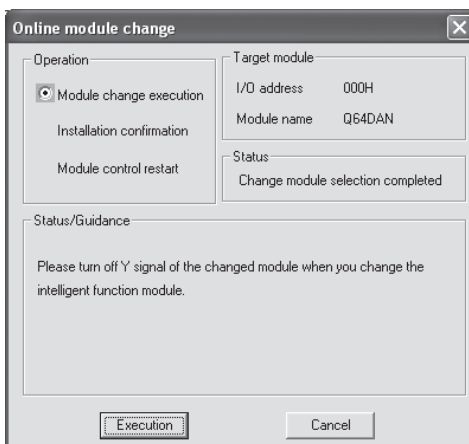 Online module change
Operation
Module change execution
Installation confirmation
Module control restart
Target module
I/O address 000H
Module name Q64DAN
Status
Change module selection completed
Status/Guidance
Please turn off Y signal of the changed module when you change the
intelligent function module.
Execution Cancel